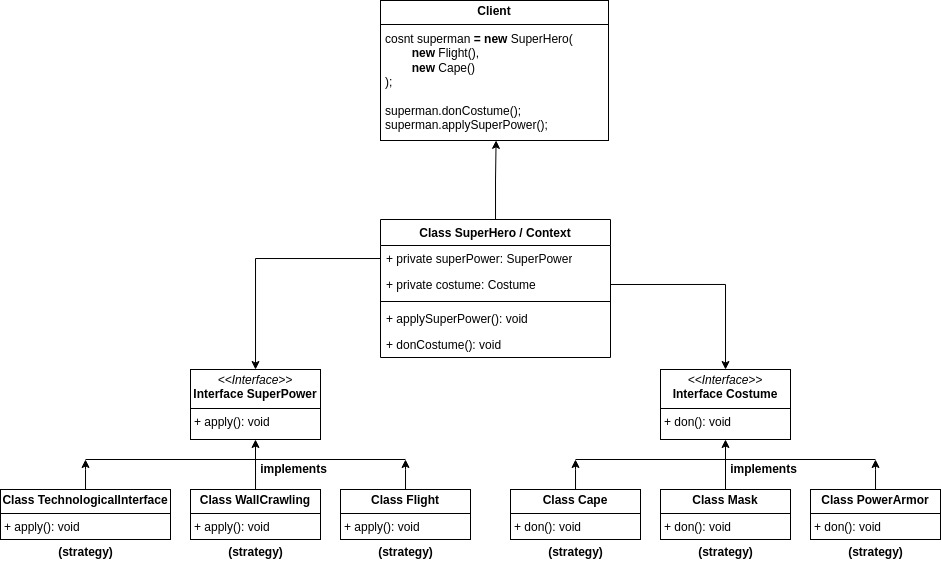 Client
cosnt superman = new SuperHero(
new Flight(),
new Cape()
);
superman.donCostume();
superman.applySuperPower();
Class SuperHero / Context
+ private superPower: SuperPower
+ private costume: Costume
+ applySuperPower(): void
+ donCostume(): void
<<Interface>>
Interface SuperPower
+ apply(): void
<<Interface>>
Interface Costume
+ don(): void
implements
implements
Class TechnologicalInterface
+ apply(): void
(strategy)
Class WallCrawling
+ apply(): void
(strategy)
Class Flight
+ apply(): void
(strategy)
Class Cape
+ don(): void
(strategy)
Class Mask
+ don(): void
(strategy)
Class PowerArmor
+ don(): void
(strategy)